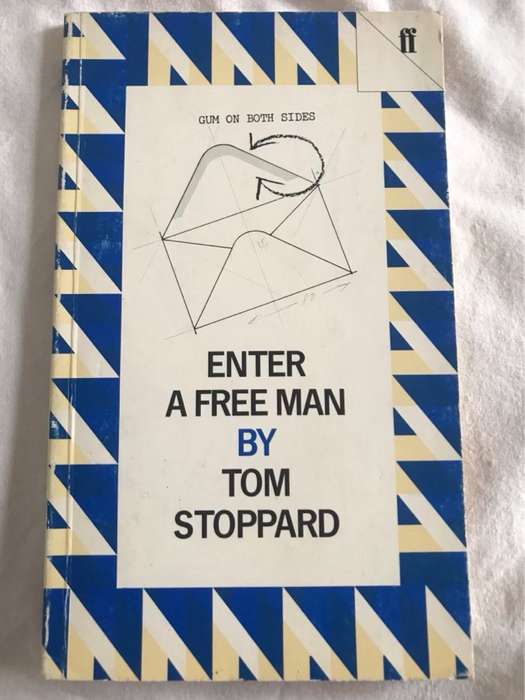 ff
GUM ON BOTH SIDES
ENTER
A FREE MAN
BY
TOM
STOPPARD